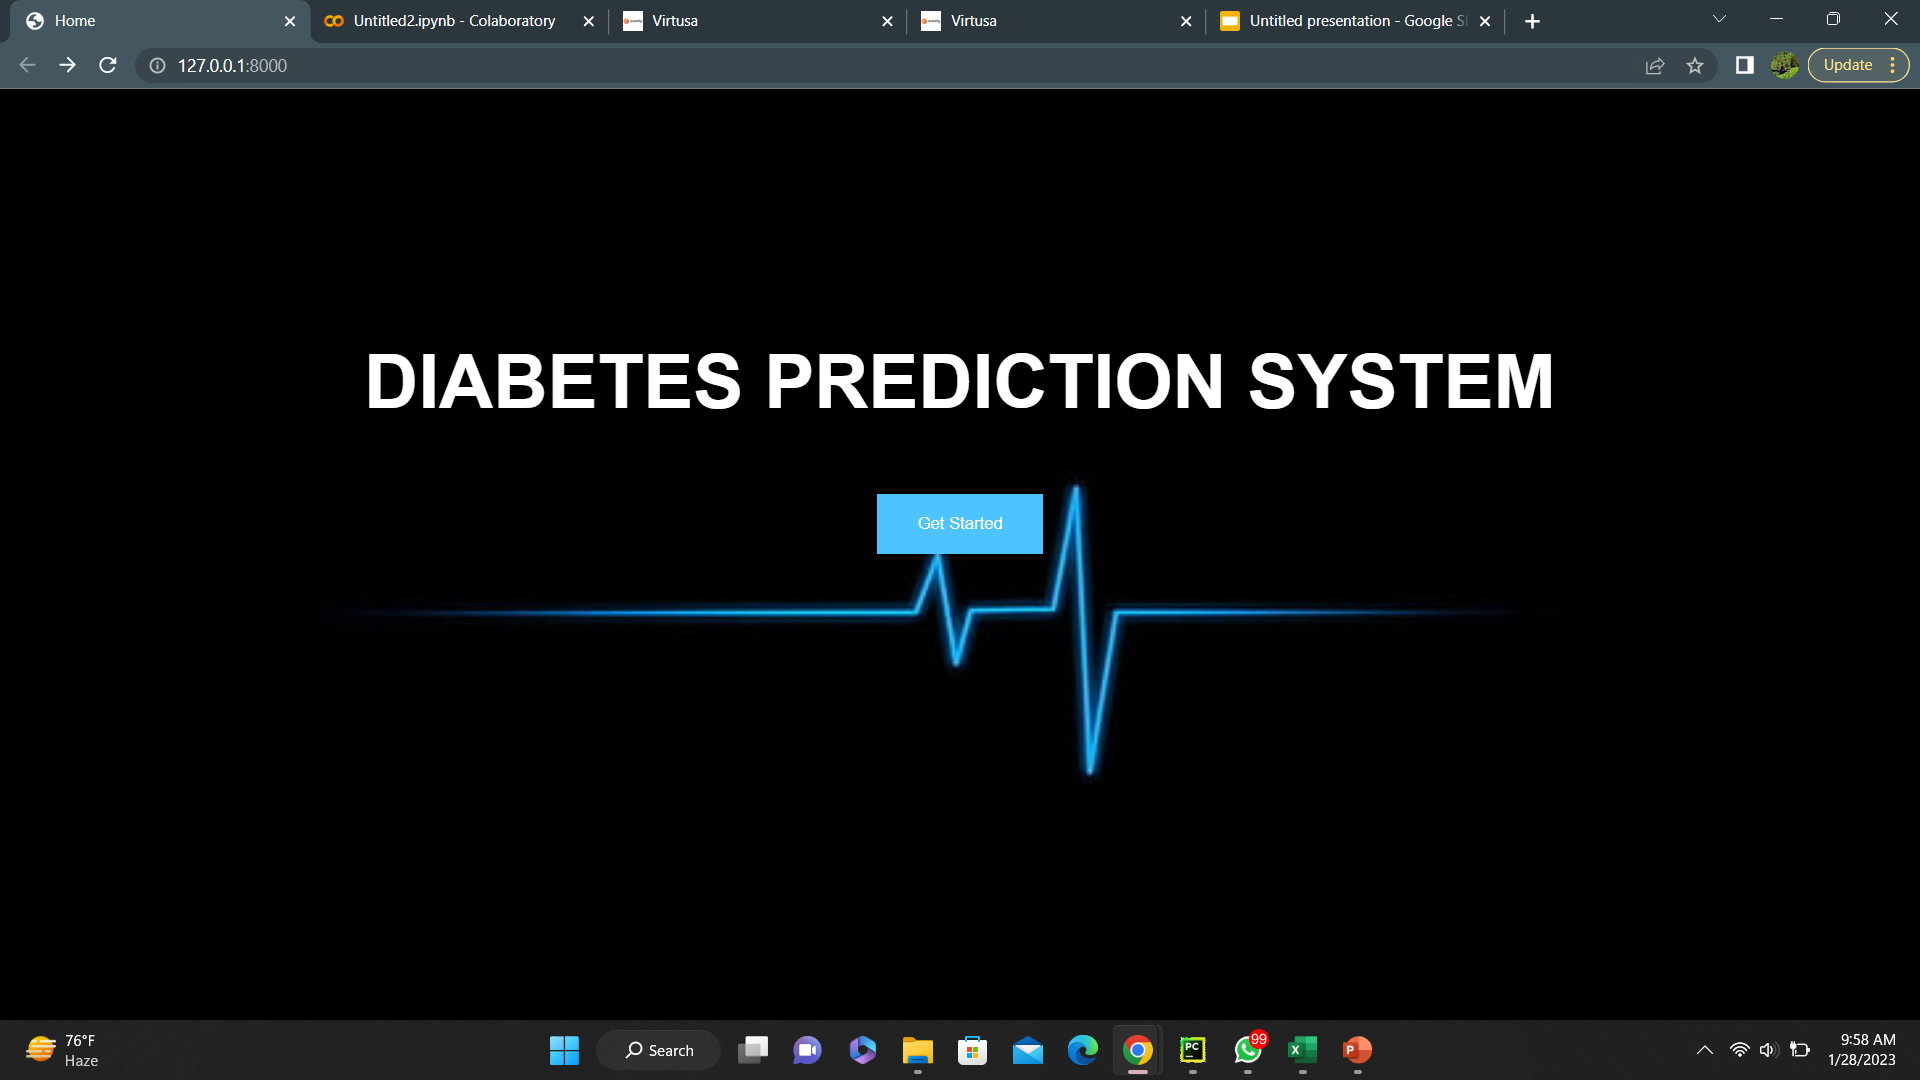 Home
Untitled2.ipynb - Colaboratory
Virtusa
Virtusa
Untitled presentation - Google Sl
127.0.0.1:8000
Update
DIABETES PREDICTION SYSTEM
Get Started
76°F
Haze
Search
PC
99
X
P
9:58 AM
1/28/2023